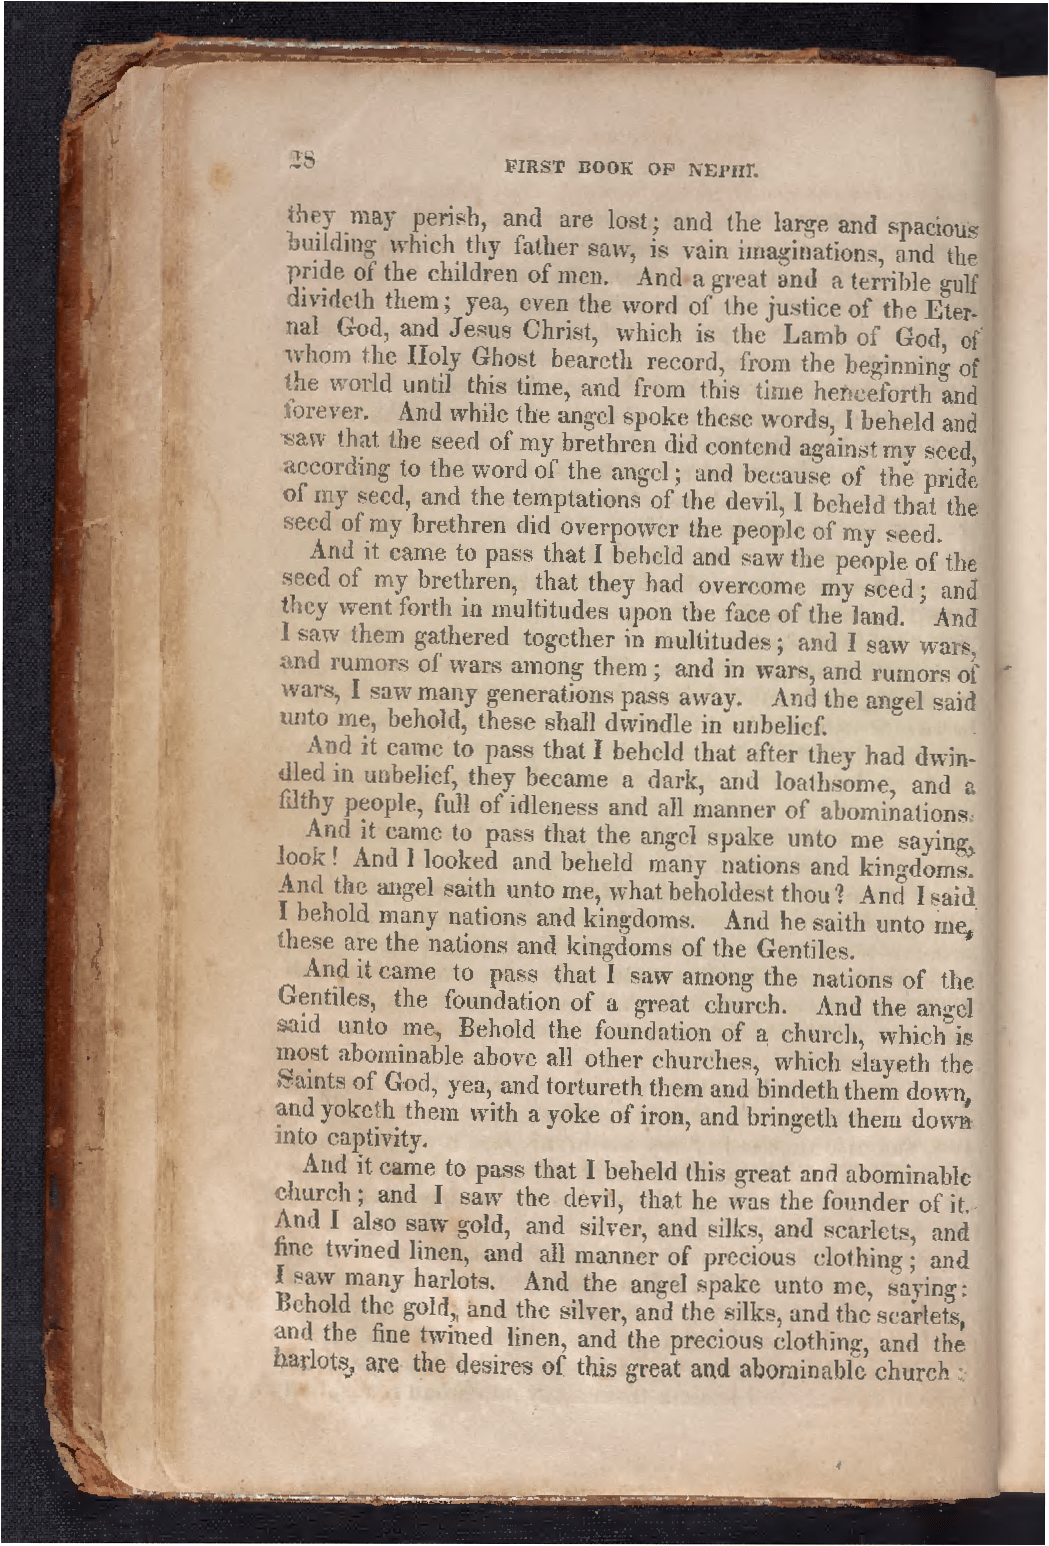 28 FIRST BOOK OF NEPHI.
they may perish, and are lost; and the large and spacious
building which thy father saw, is vain imaginations, and the
pride of the children of men. And a great and a terrible gulf
divideth them; yea, even the word of the justice of the Eter-
nal God, and Jesus Christ, which is the Lamb of God, of
whom the Holy Ghost beareth record, from the beginning of
the world until this time, and from this time henceforth and
forever. And while the angel spoke these words, I beheld and
saw that the seed of my brethren did contend against my seed,
according to the word of the angel; and because of the pride
of my seed, and the temptations of the devil, I beheld that the
seed of my brethren did overpower the people of my seed.
And it came to pass that I beheld and saw the people of the
seed of my brethren, that they had overcome my seed; and
they went forth in multitudes upon the face of the land. And
I saw them gathered together in multitudes; and I saw wars,
and rumors of wars among them; and in wars, and rumors of
wars, I saw many generations pass away. And the angel said
unto me, behold, these shall dwindle in unbelief.
And it came to pass that I beheld that after they had dwin-
dled in unbelief, they became a dark, and loathsome, and a
filthy people, full of idleness and all manner of abominations.
And it came to pass that the angel spake unto me saying,
look! And I looked and beheld many nations and kingdoms.
And the angel saith unto me, what beholdest thou? And I said
I behold many nations and kingdoms. And he saith unto me,
these are the nations and kingdoms of the Gentiles.
And it came to pass that I saw among the nations of the
Gentiles, the foundation of a great church. And the angel
said unto me, Behold the foundation of a church, which is
most abominable above all other churches, which slayeth the
Saints of God, yea, and tortureth them and bindeth them down,
and yoketh them with a yoke of iron, and bringeth them down
into captivity.
And it came to pass that I beheld this great and abominable
church; and I saw the devil, that he was the founder of it.
And I also saw gold, and silver, and silks, and scarlets, and
fine twined linen, and all manner of precious clothing; and
I saw many harlots. And the angel spake unto me, saying:
Behold the gold, and the silver, and the silks, and the scarlets,
and the fine twined linen, and the precious clothing, and the
harlots, are the desires of this great and abominable church: